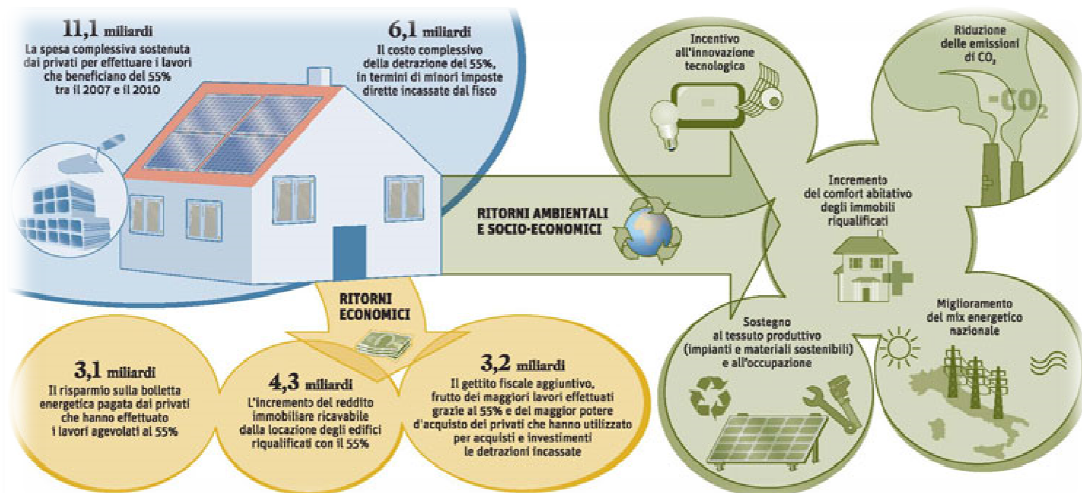 11,1 miliardi
La spesa complessiva sostenuta
dai privati per effettuare i lavori
che beneficiano del 55%
tra il 2007 e il 2010
6,1 miliardi
Il costo complessivo
della detrazione del 55%,
in termini di minori imposte
dirette incassate dal fisco
RITORNI AMBIENTALI
E SOCIO-ECONOMICI
Incentivo
all'innovazione
tecnologica
Riduzione
delle emissioni
di CO₂
-CO₂
Incremento
del comfort abitativo
degli immobili
riqualificati
Miglioramento
del mix energetico
nazionale
Sostegno
al tessuto produttivo
(impianti e materiali sostenibili)
e all'occupazione
RITORNI
ECONOMICI
3,1 miliardi
Il risparmio sulla bolletta
energetica pagata dai privati
che hanno effettuato
i lavori agevolati al 55%
4,3 miliardi
L'incremento del reddito
immobiliare ricavabile
dalla locazione degli edifici
riqualificati con il 55%
3,2 miliardi
Il gettito fiscale aggiuntivo,
frutto dei maggiori lavori effettuati
grazie al 55% e del maggior potere
d'acquisto dei privati che hanno utilizzato
per acquisti e investimenti
le detrazioni incassate